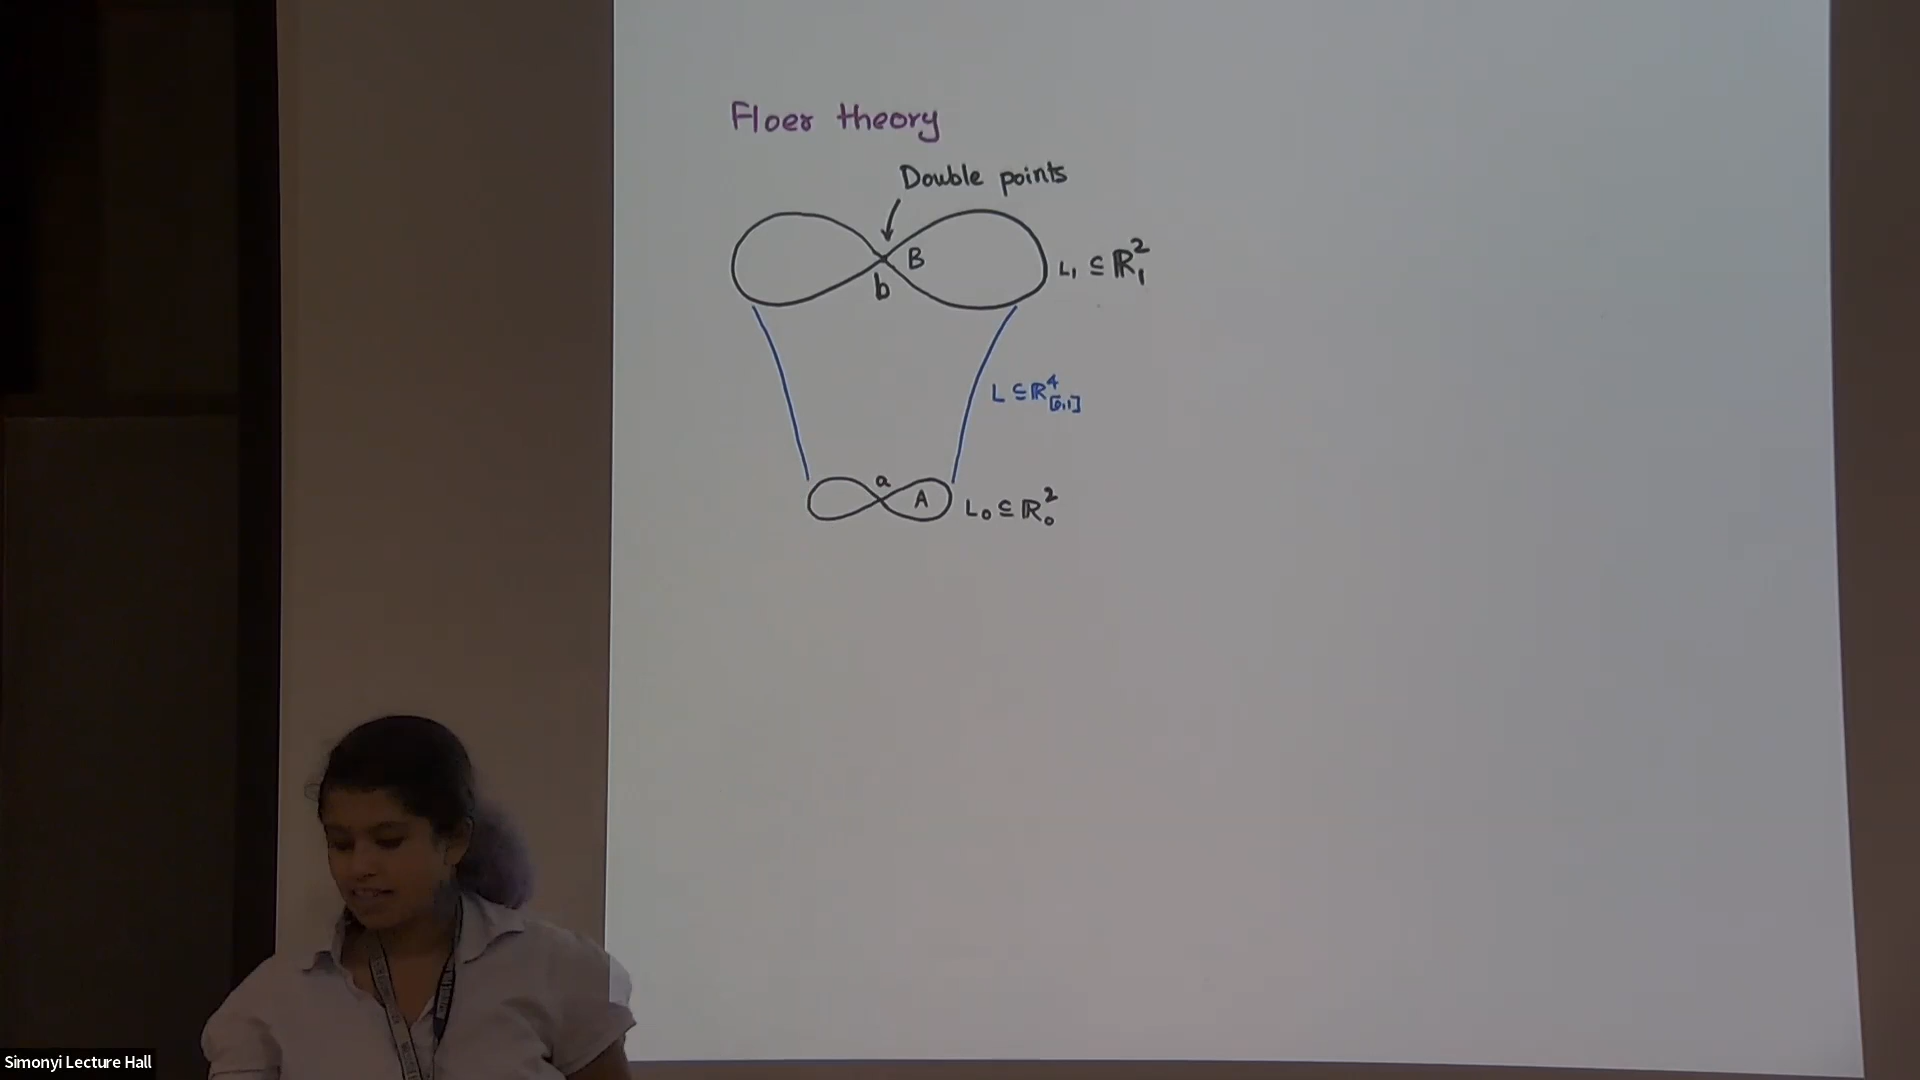 Floer theory
Double points
B
b
L₁ ⊆ ℝ²₁
L ⊆ ℝ⁴[0,1]
a
A
L₀ ⊆ ℝ²₀
Simonyi Lecture Hall